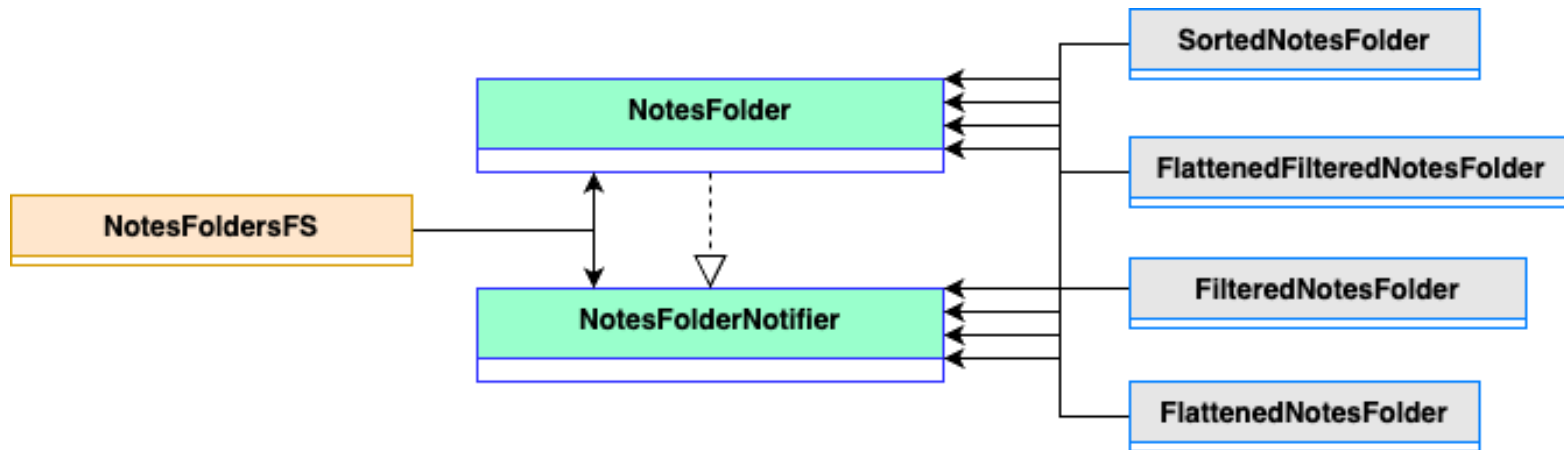 SortedNotesFolder
NotesFolder
FlattenedFilteredNotesFolder
NotesFoldersFS
FilteredNotesFolder
NotesFolderNotifier
FlattenedNotesFolder